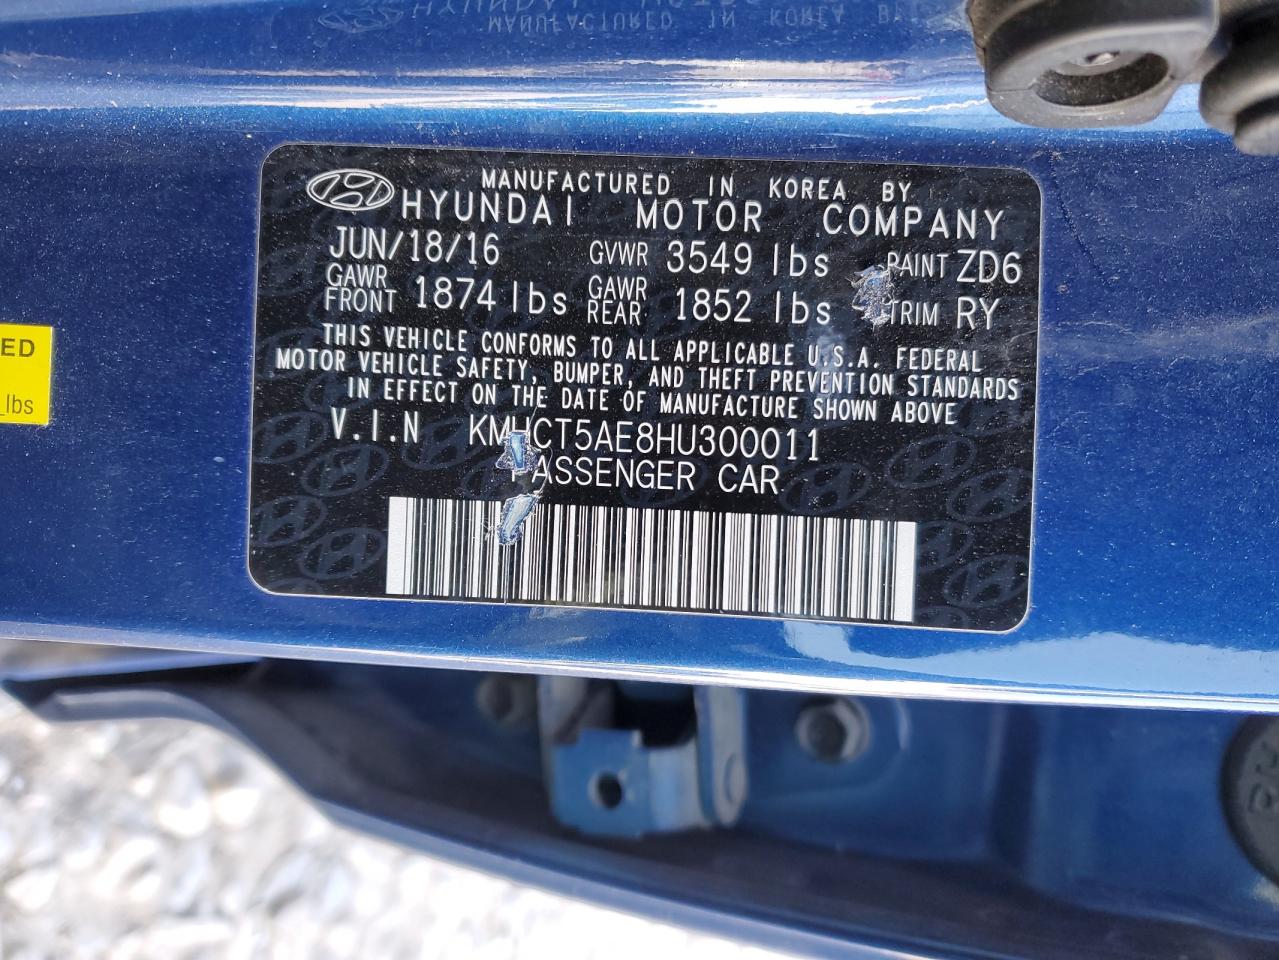 MANUFACTURED IN KOREA BY
HYUNDAI MOTOR COMPANY
JUN/18/16 GVWR 3549 lbs PAINT ZD6
GAWR FRONT 1874 lbs GAWR REAR 1852 lbs TRIM RY
THIS VEHICLE CONFORMS TO ALL APPLICABLE U.S.A. FEDERAL
MOTOR VEHICLE SAFETY, BUMPER, AND THEFT PREVENTION STANDARDS
IN EFFECT ON THE DATE OF MANUFACTURE SHOWN ABOVE
V.I.N KMHCT5AE8HU300011
PASSENGER CAR
ED
lbs